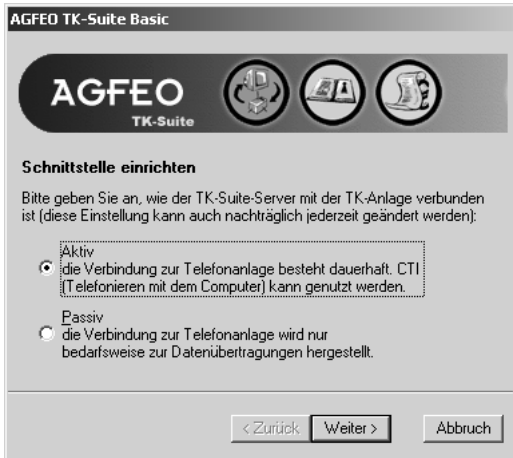 AGFEO TK-Suite Basic
AGFEO
TK-Suite
Schnittstelle einrichten
Bitte geben Sie an, wie der TK-Suite-Server mit der TK-Anlage verbunden
ist (diese Einstellung kann auch nachträglich jederzeit geändert werden):
Aktiv
die Verbindung zur Telefonanlage besteht dauerhaft. CTI
(Telefonieren mit dem Computer) kann genutzt werden.
Passiv
die Verbindung zur Telefonanlage wird nur
bedarfsweise zur Datenübertragungen hergestellt.
< Zurück Weiter > Abbruch